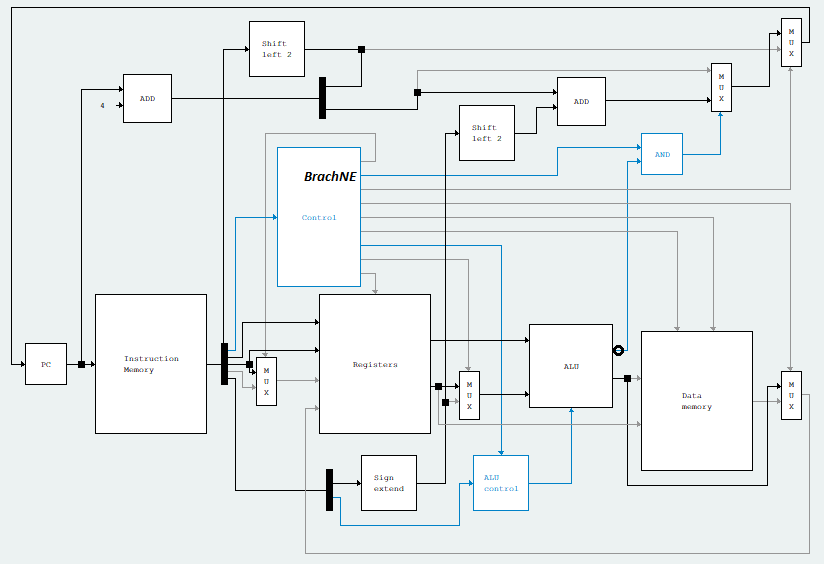 Shift
left 2
M
U
X
M
U
X
ADD
4
ADD
Shift
left 2
AND
BrachNE
Control
PC
Instruction
Memory
M
U
X
Registers
M
U
X
ALU
Data
memory
M
U
X
Sign
extend
ALU
control